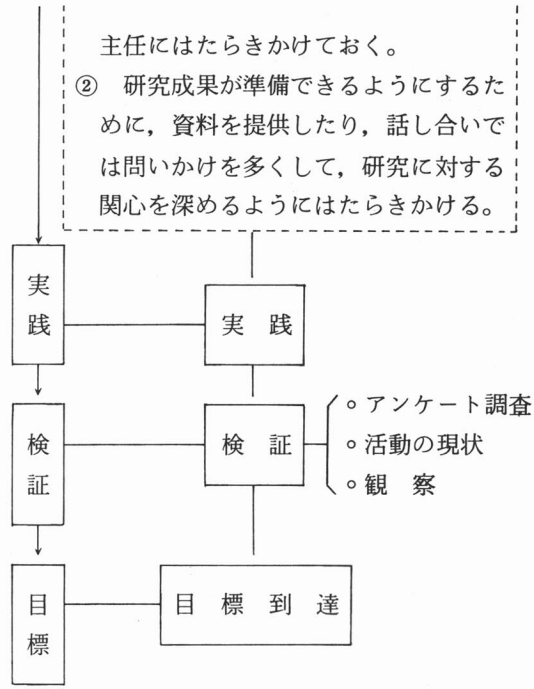 主任にはたらきかけておく。
② 研究成果が準備できるようにするた
めに，資料を提供したり，話し合いで
は問いかけを多くして，研究に対する
関心を深めるようにはたらきかける。
実践
実 践
検証
検 証
○アンケート調査
○活動の現状
○観 察
目標
目 標 到 達